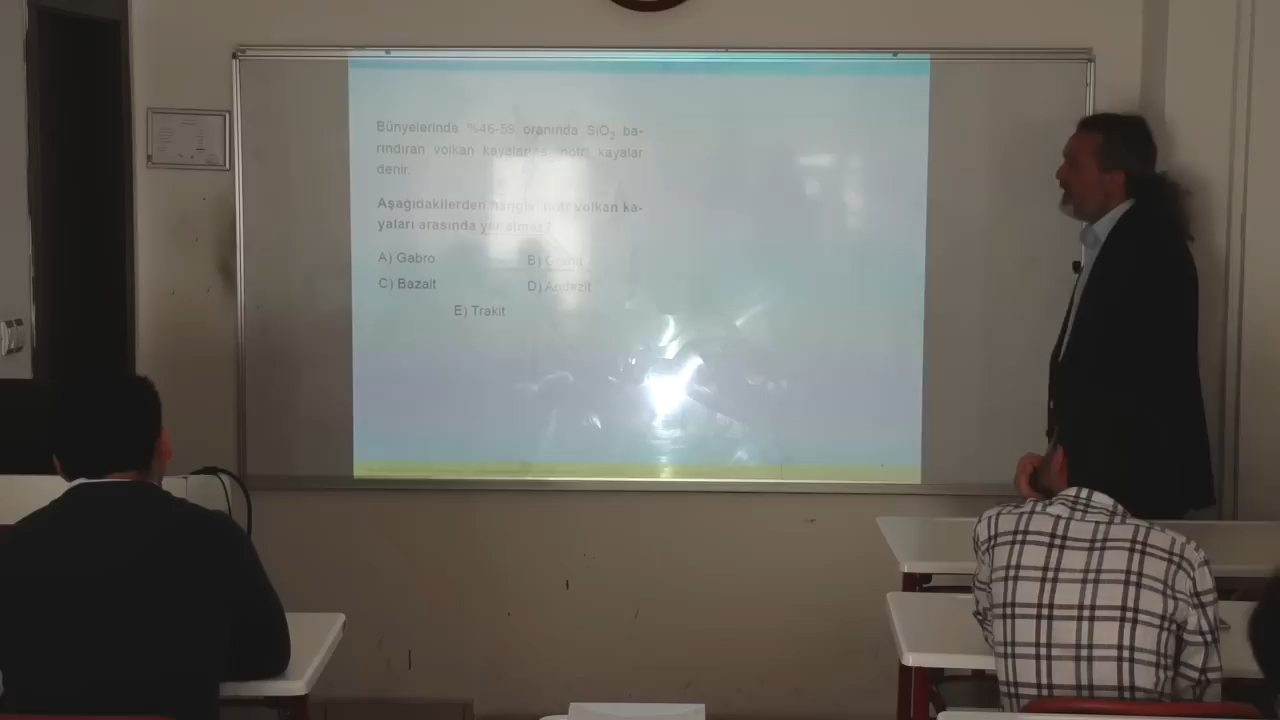 Bünyelerinde %46-59 oranında SiO₂ ba-
rındıran volkan kayalarına "nötr" kayalar
denir.
Aşağıdakilerden hangisi nötr volkan ka-
yaları arasında yer almaz?
A) Gabro
B)
C) Bazalt
D) Andezit
E) Trakit